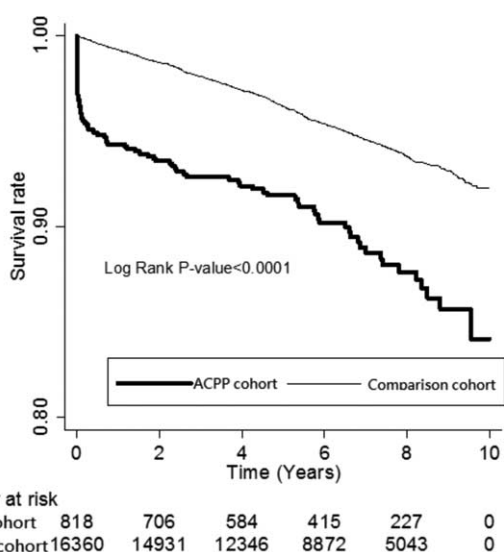 1.00
0.90
0.80
Survival rate
Log Rank P-value<0.0001
ACPP cohort Comparison cohort
0 2 4 6 8 10
Time (Years)
at risk
cohort 818 706 584 415 227 0
cohort 16360 14931 12346 8872 5043 0